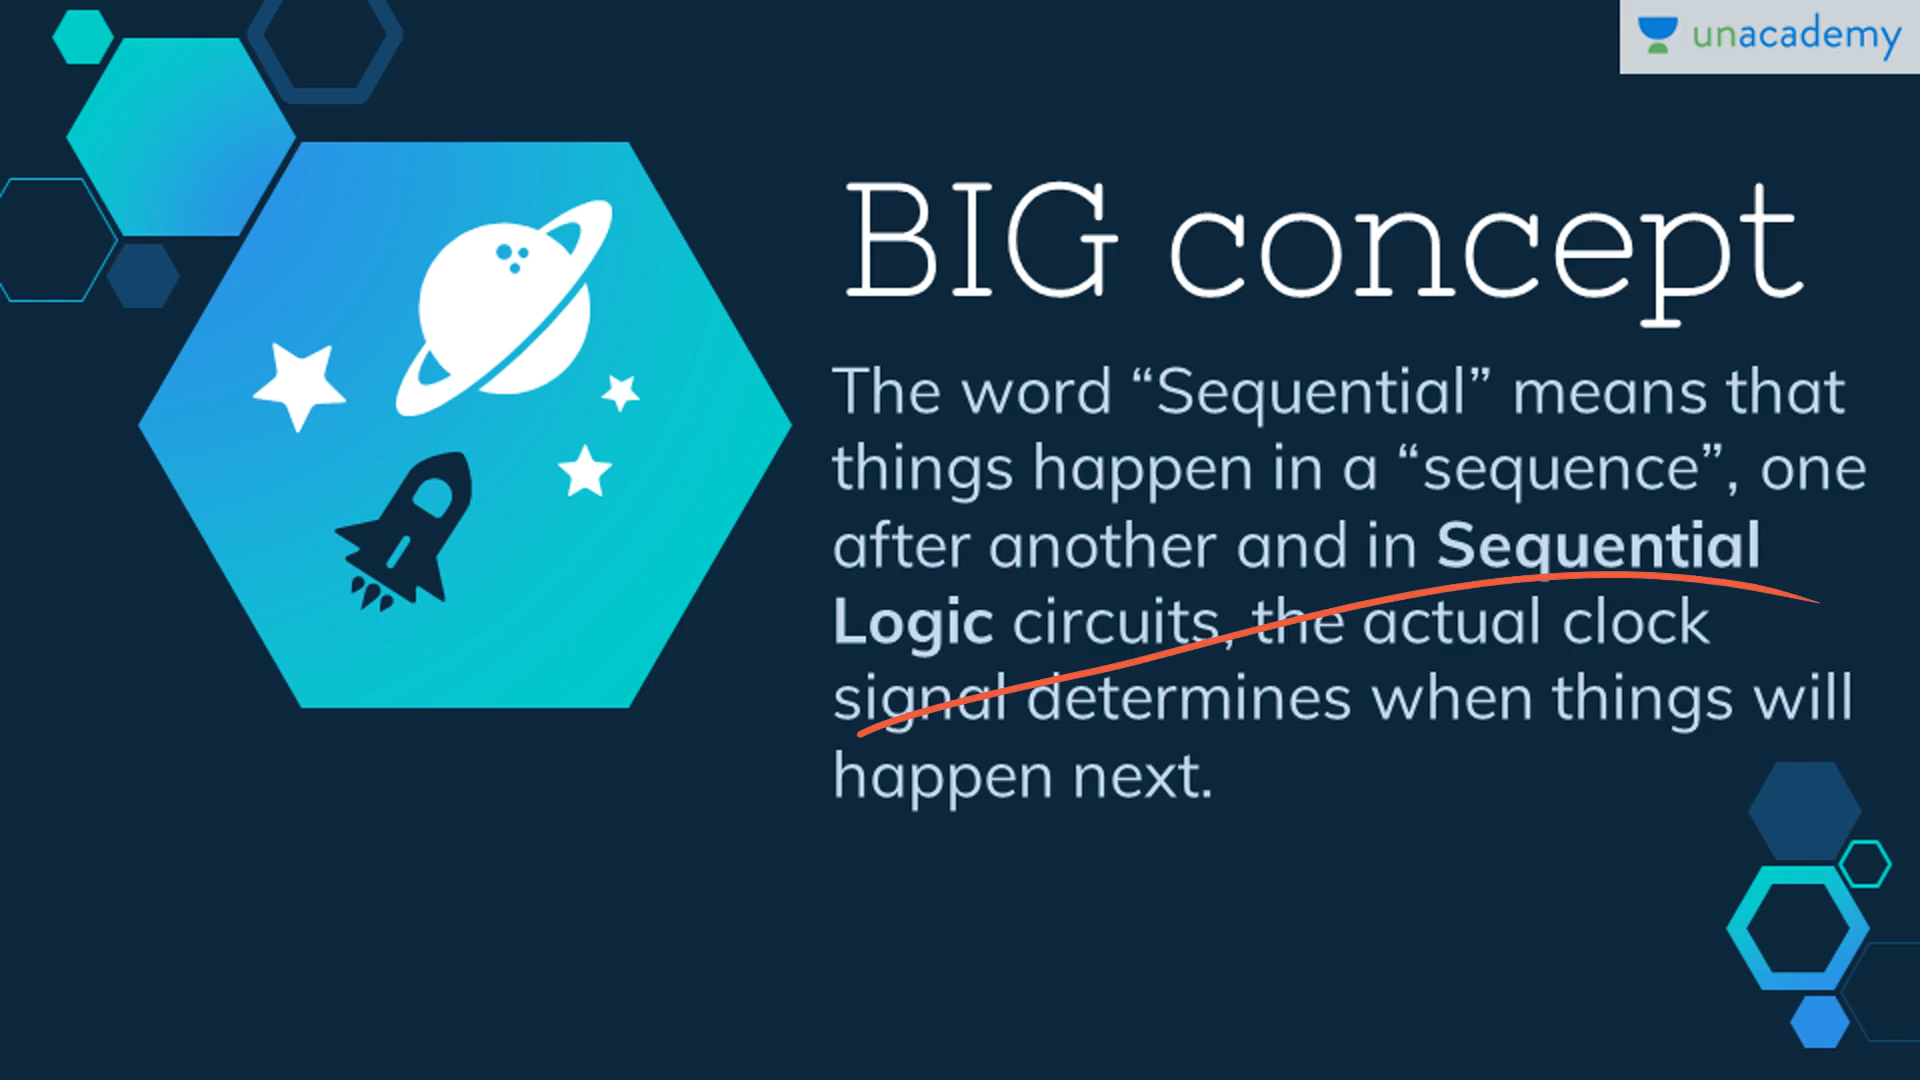 unacademy
BIG concept
The word “Sequential” means that
things happen in a “sequence”, one
after another and in Sequential
Logic circuits, the actual clock
signal determines when things will
happen next.